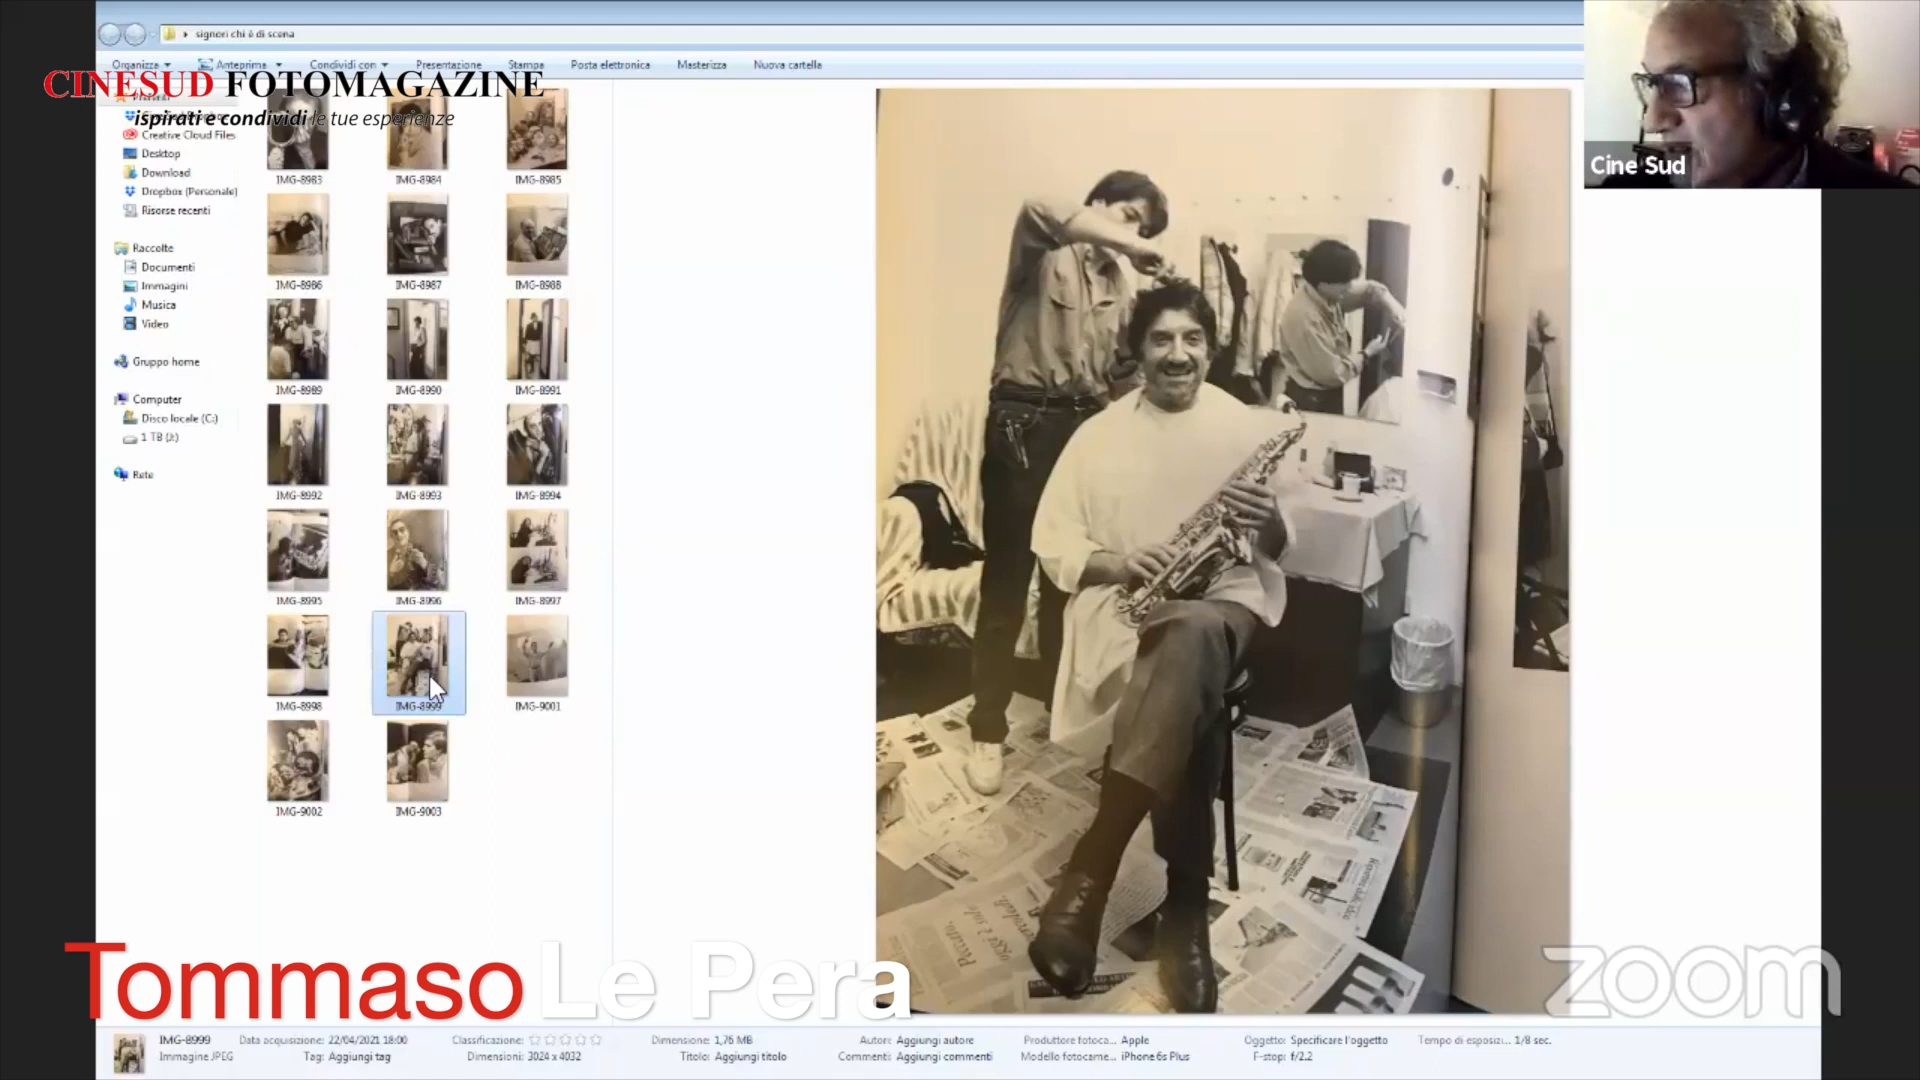 signori chi è di scena
Organizza Anteprima Condividi con Presentazione Stampa Posta elettronica Masterizza Nuova cartella
CINESUD FOTOMAGAZINE
ispirati e condividi le tue esperienze
Creative Cloud Files
Desktop
Download
Dropbox (Personale)
Risorse recenti
Raccolte
Documenti
Immagini
Musica
Video
Gruppo home
Computer
Disco locale (C:)
1 TB (J:)
Rete
IMG-8983 IMG-8984 IMG-8985
IMG-8986 IMG-8987 IMG-8988
IMG-8989 IMG-8990 IMG-8991
IMG-8992 IMG-8993 IMG-8994
IMG-8995 IMG-8996 IMG-8997
IMG-8998 IMG-8999 IMG-9001
IMG-9002 IMG-9003
Cine Sud
Tommaso Le Pera
zoom
IMG-8999 Data acquisizione: 22/04/2021 18:00 Classificazione: Dimensione: 1,76 MB Autore: Aggiungi autore Produttore fotoca... Apple Oggetto: Specificare l'oggetto Tempo di esposizi... 1/8 sec.
Immagine JPEG Tag: Aggiungi tag Dimensioni: 3024 x 4032 Titolo: Aggiungi titolo Commenti: Aggiungi commenti Modello fotocame... iPhone 6s Plus F-stop: f/2.2